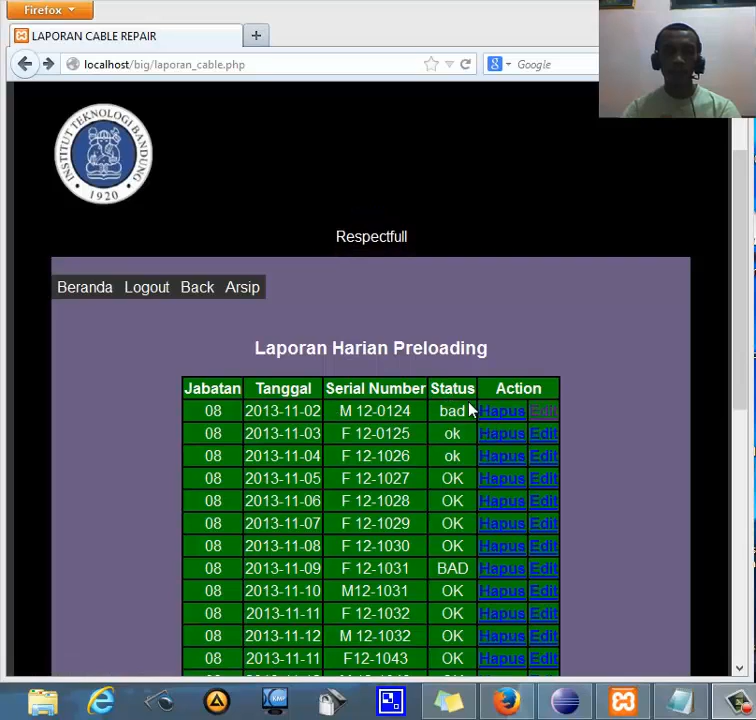 Firefox
LAPORAN CABLE REPAIR
localhost/big/laporan_cable.php
Google
INSTITUT TEKNOLOGI BANDUNG
1920
Respectfull
Beranda Logout Back Arsip
Laporan Harian Preloading
Jabatan Tanggal Serial Number Status Action
08 2013-11-02 M 12-0124 bad Hapus Edit
08 2013-11-03 F 12-0125 ok Hapus Edit
08 2013-11-04 F 12-1026 ok Hapus Edit
08 2013-11-05 F 12-1027 OK Hapus Edit
08 2013-11-06 F 12-1028 OK Hapus Edit
08 2013-11-07 F 12-1029 OK Hapus Edit
08 2013-11-08 F 12-1030 OK Hapus Edit
08 2013-11-09 F 12-1031 BAD Hapus Edit
08 2013-11-10 M12-1031 OK Hapus Edit
08 2013-11-11 F 12-1032 OK Hapus Edit
08 2013-11-12 M 12-1032 OK Hapus Edit
08 2013-11-11 F12-1043 OK Hapus Edit